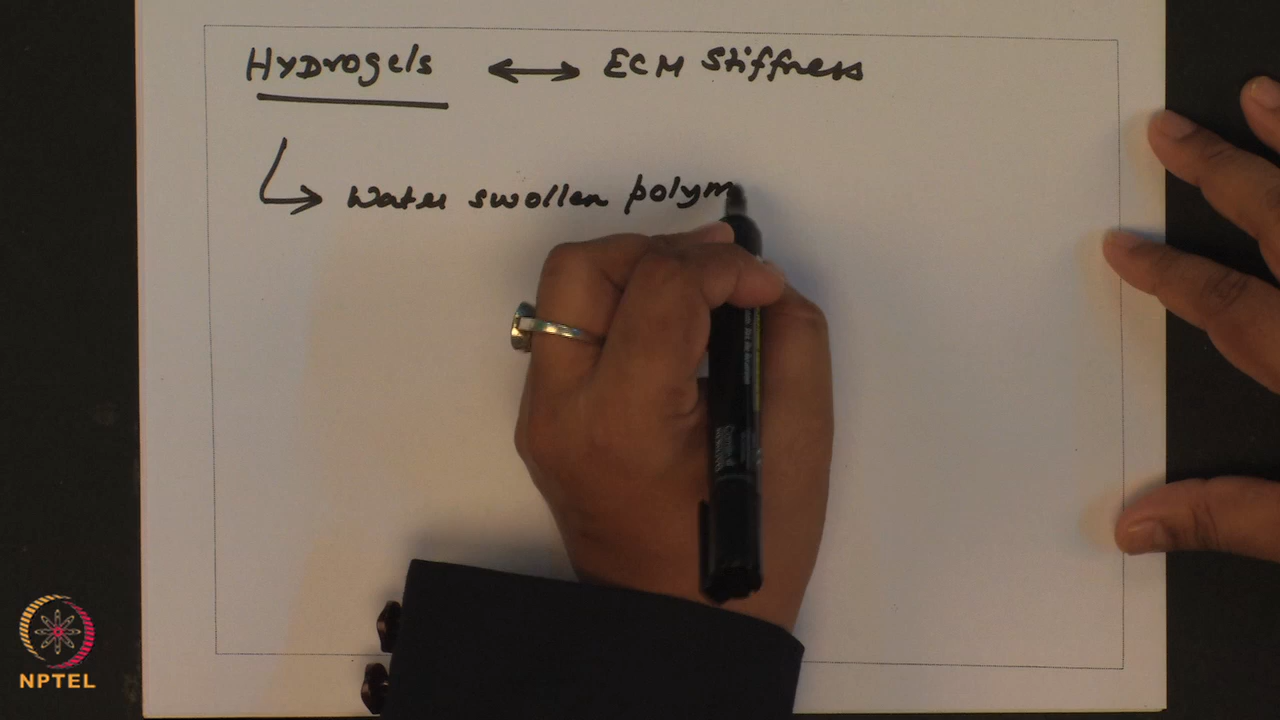 Hydrogels ↔ ECM Stiffness
↳ Water swollen polym
NPTEL